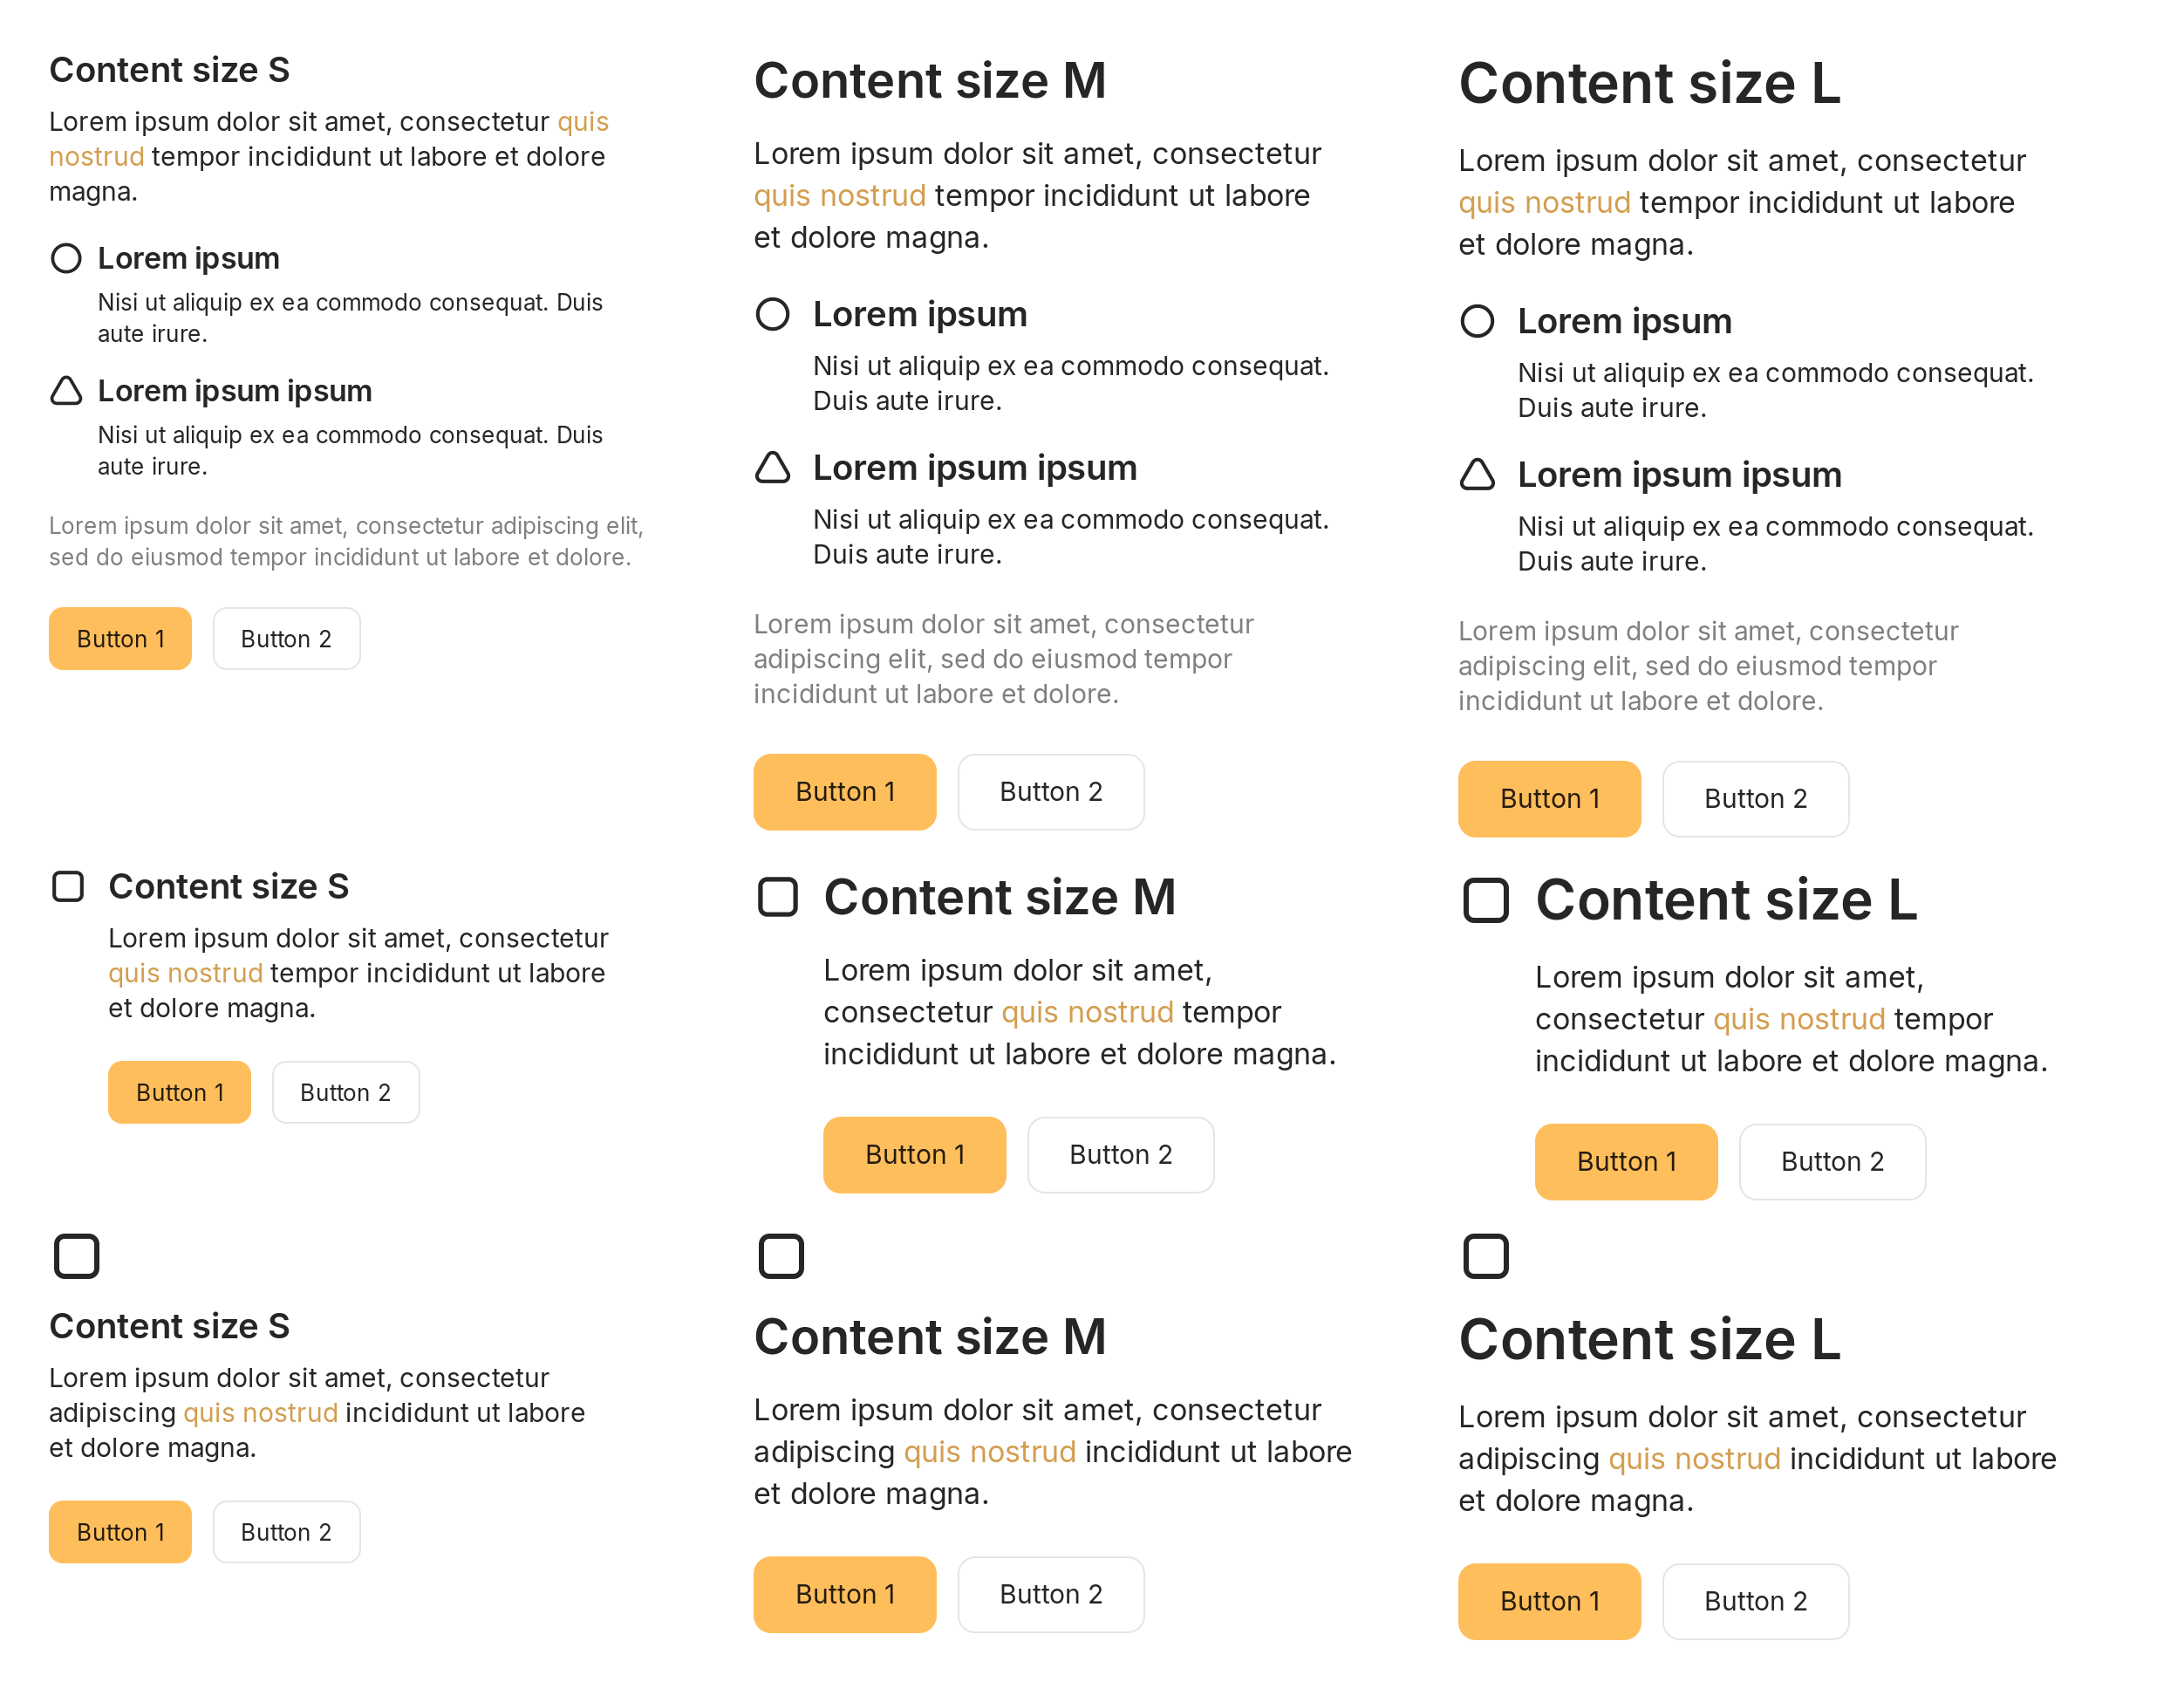 Content size S
Lorem ipsum dolor sit amet, consectetur quis
nostrud tempor incididunt ut labore et dolore
magna.
Lorem ipsum
Nisi ut aliquip ex ea commodo consequat. Duis
aute irure.
Lorem ipsum ipsum
Nisi ut aliquip ex ea commodo consequat. Duis
aute irure.
Lorem ipsum dolor sit amet, consectetur adipiscing elit,
sed do eiusmod tempor incididunt ut labore et dolore.
Button 1
Button 2
Content size M
Lorem ipsum dolor sit amet, consectetur
quis nostrud tempor incididunt ut labore
et dolore magna.
Lorem ipsum
Nisi ut aliquip ex ea commodo consequat.
Duis aute irure.
Lorem ipsum ipsum
Nisi ut aliquip ex ea commodo consequat.
Duis aute irure.
Lorem ipsum dolor sit amet, consectetur
adipiscing elit, sed do eiusmod tempor
incididunt ut labore et dolore.
Button 1
Button 2
Content size L
Lorem ipsum dolor sit amet, consectetur
quis nostrud tempor incididunt ut labore
et dolore magna.
Lorem ipsum
Nisi ut aliquip ex ea commodo consequat.
Duis aute irure.
Lorem ipsum ipsum
Nisi ut aliquip ex ea commodo consequat.
Duis aute irure.
Lorem ipsum dolor sit amet, consectetur
adipiscing elit, sed do eiusmod tempor
incididunt ut labore et dolore.
Button 1
Button 2
Content size S
Lorem ipsum dolor sit amet, consectetur
quis nostrud tempor incididunt ut labore
et dolore magna.
Button 1
Button 2
Content size M
Lorem ipsum dolor sit amet,
consectetur quis nostrud tempor
incididunt ut labore et dolore magna.
Button 1
Button 2
Content size L
Lorem ipsum dolor sit amet,
consectetur quis nostrud tempor
incididunt ut labore et dolore magna.
Button 1
Button 2
Content size S
Lorem ipsum dolor sit amet, consectetur
adipiscing quis nostrud incididunt ut labore
et dolore magna.
Button 1
Button 2
Content size M
Lorem ipsum dolor sit amet, consectetur
adipiscing quis nostrud incididunt ut labore
et dolore magna.
Button 1
Button 2
Content size L
Lorem ipsum dolor sit amet, consectetur
adipiscing quis nostrud incididunt ut labore
et dolore magna.
Button 1
Button 2